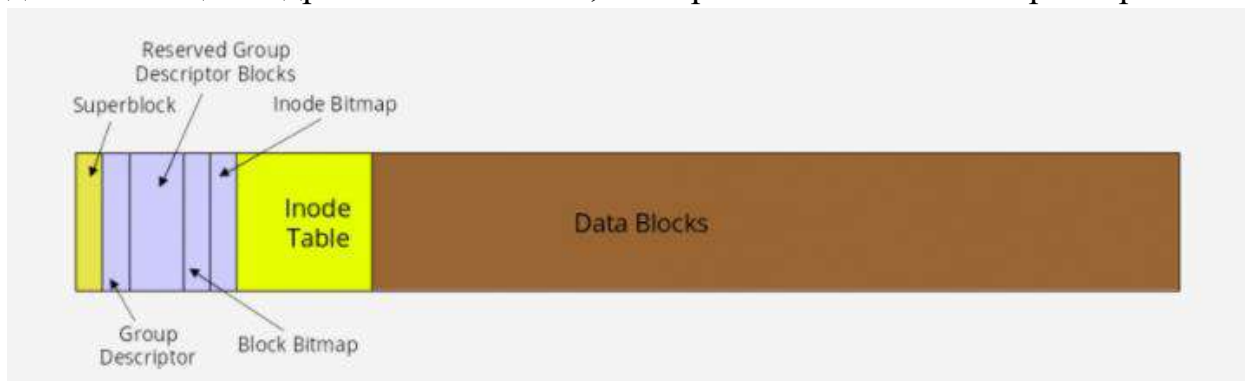 Reserved Group
Descriptor Blocks
Superblock
Inode Bitmap
Inode
Table
Data Blocks
Group
Descriptor
Block Bitmap